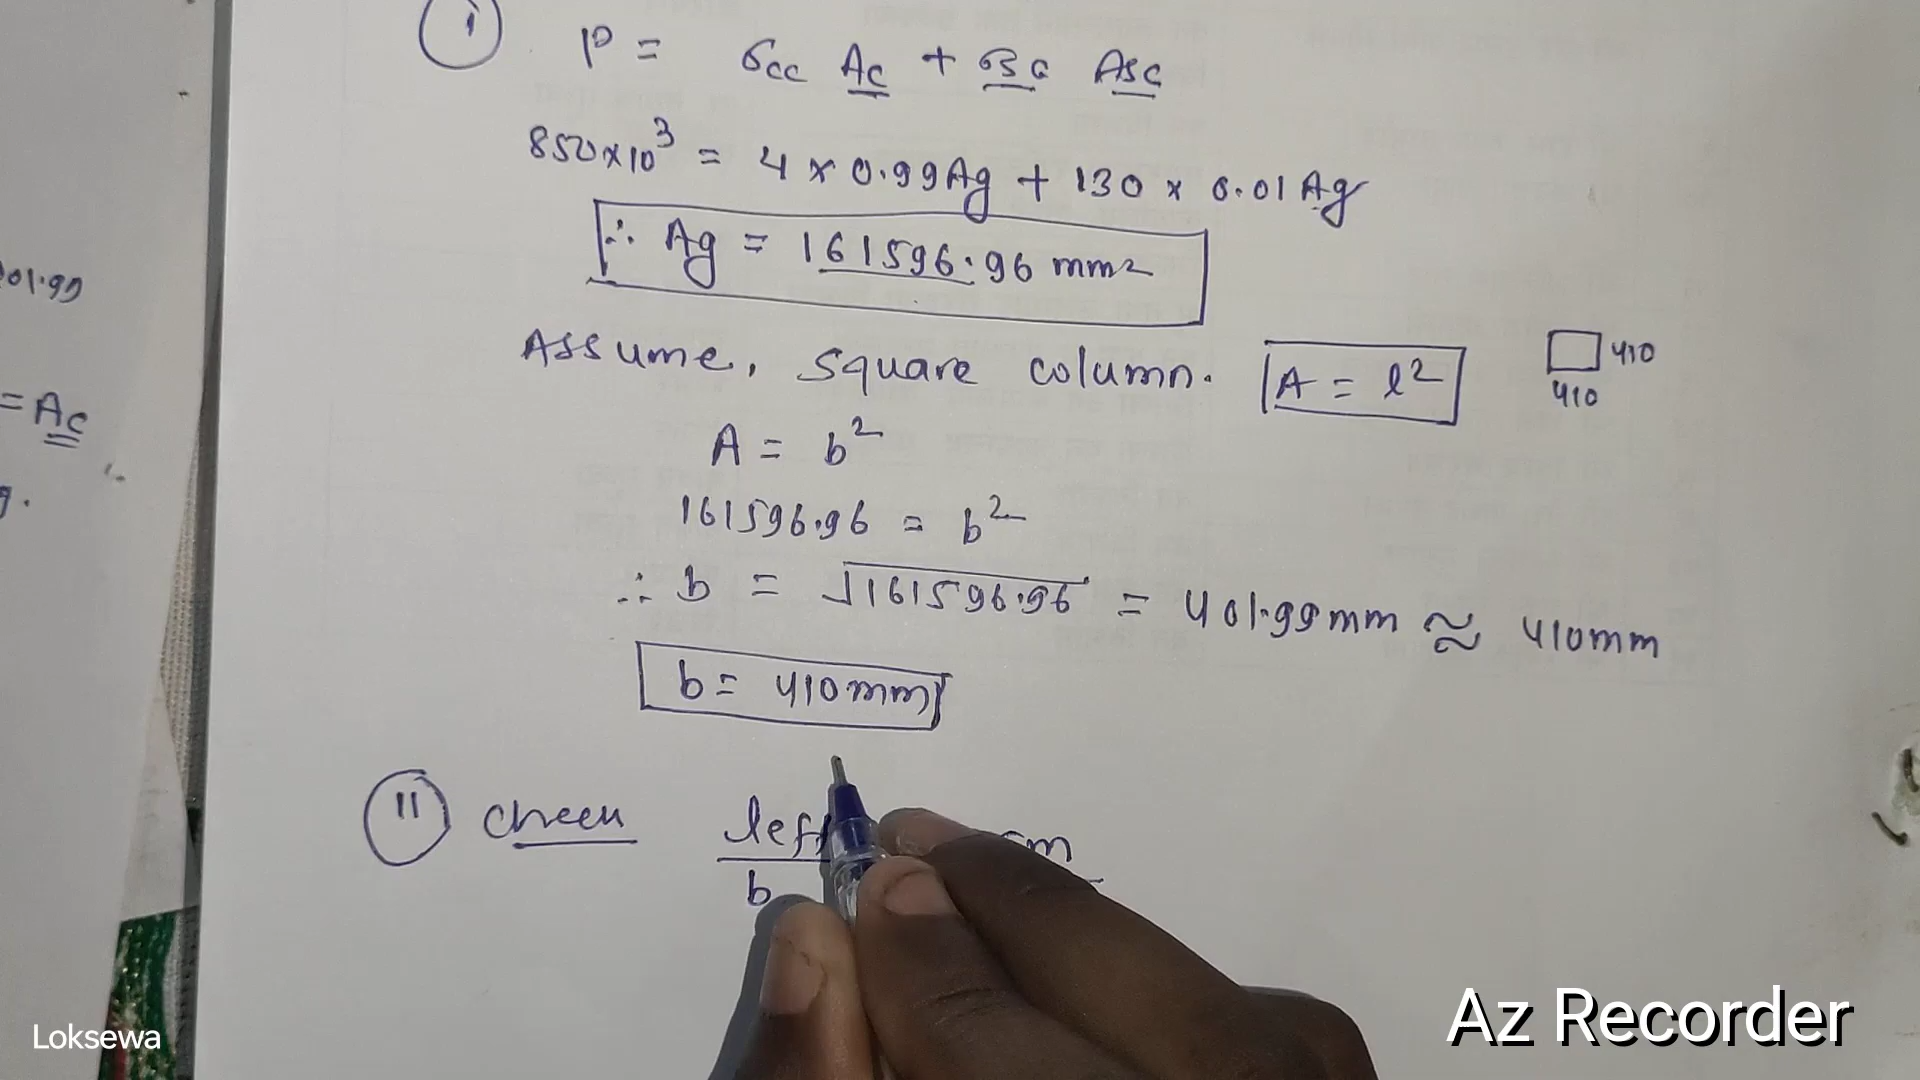 I
P = σcc Ac + σsc Asc
850×10³ = 4 × 0.99Ag + 130 × 0.01 Ag
∴ Ag = 161596.96 mm2
Assume, square column. A = l²
410
410
A = b²
161596.96 = b²
∴ b = √161596.96 = 401.99mm ≈ 410mm
b = 410mm
II check leff
b
m
01.99
= Ac
g.
Loksewa
Az Recorder